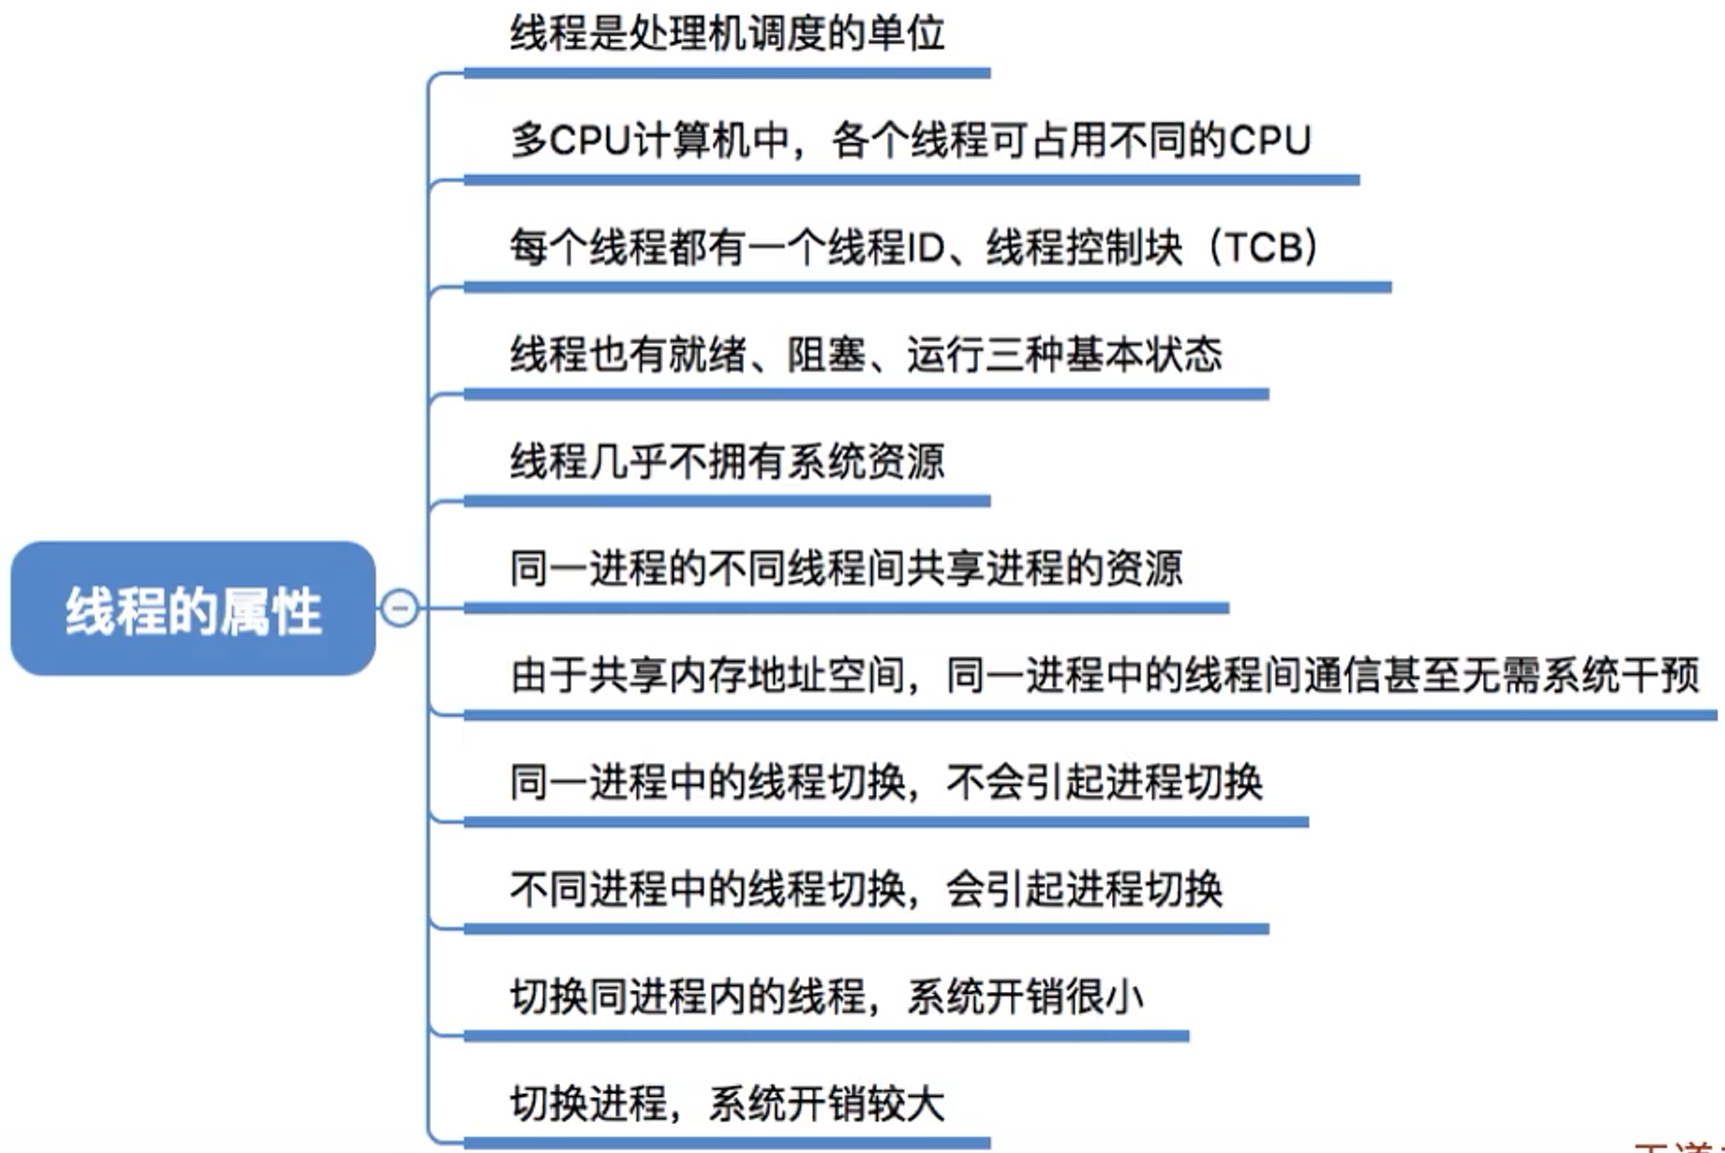 线程是处理机调度的单位
多CPU计算机中，各个线程可占用不同的CPU
每个线程都有一个线程ID、线程控制块（TCB）
线程也有就绪、阻塞、运行三种基本状态
线程几乎不拥有系统资源
线程的属性
同一进程的不同线程间共享进程的资源
由于共享内存地址空间，同一进程中的线程间通信甚至无需系统干预
同一进程中的线程切换，不会引起进程切换
不同进程中的线程切换，会引起进程切换
切换同进程内的线程，系统开销很小
切换进程，系统开销较大